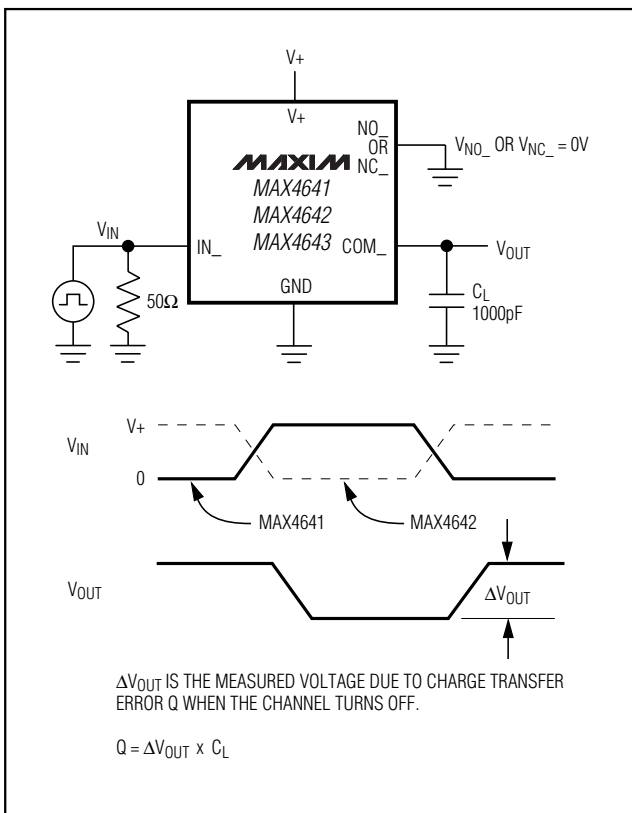 V+
V+
NO_
OR
NC_
V_NO_ OR V_NC_ = 0V
MAXIM
MAX4641
MAX4642
MAX4643
V_IN
IN_
COM_
V_OUT
50Ω
GND
C_L
1000pF
V_IN
V+
0
MAX4641
MAX4642
V_OUT
ΔV_OUT
ΔV_OUT IS THE MEASURED VOLTAGE DUE TO CHARGE TRANSFER
ERROR Q WHEN THE CHANNEL TURNS OFF.
Q = ΔV_OUT x C_L